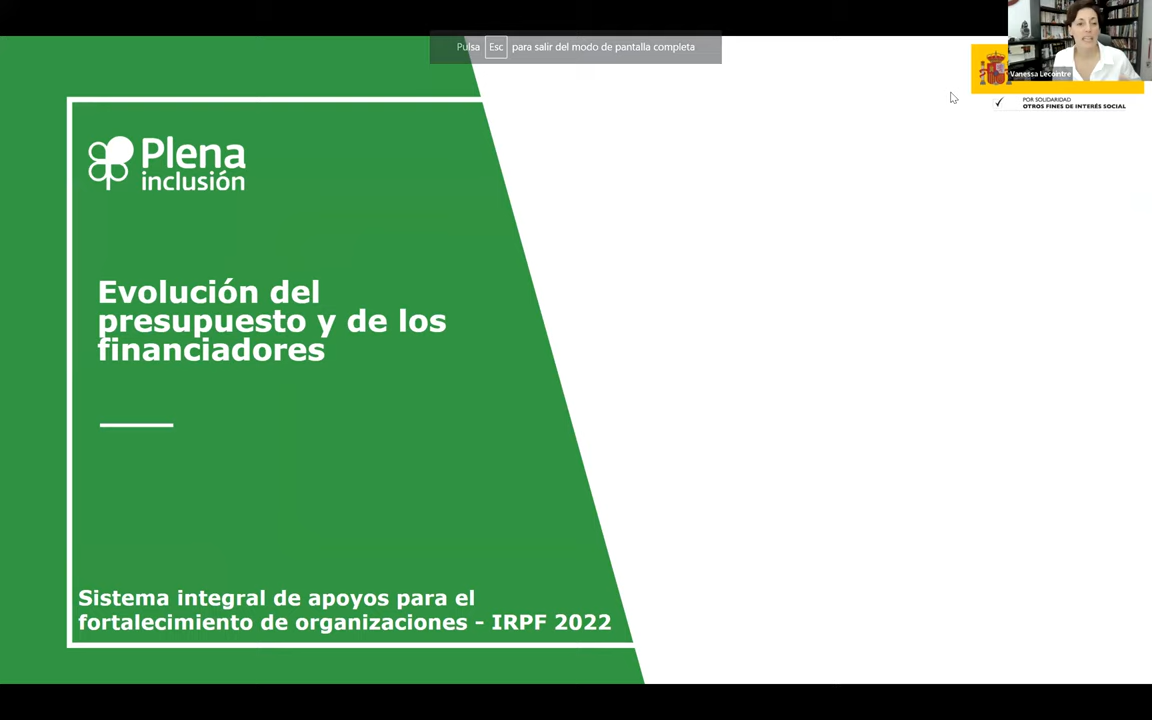 Pulsa Esc para salir del modo de pantalla completa
Vanessa Lecointre
POR SOLIDARIDAD
OTROS FINES DE INTERÉS SOCIAL
Plena
inclusión
Evolución del
presupuesto y de los
financiadores
Sistema integral de apoyos para el
fortalecimiento de organizaciones - IRPF 2022